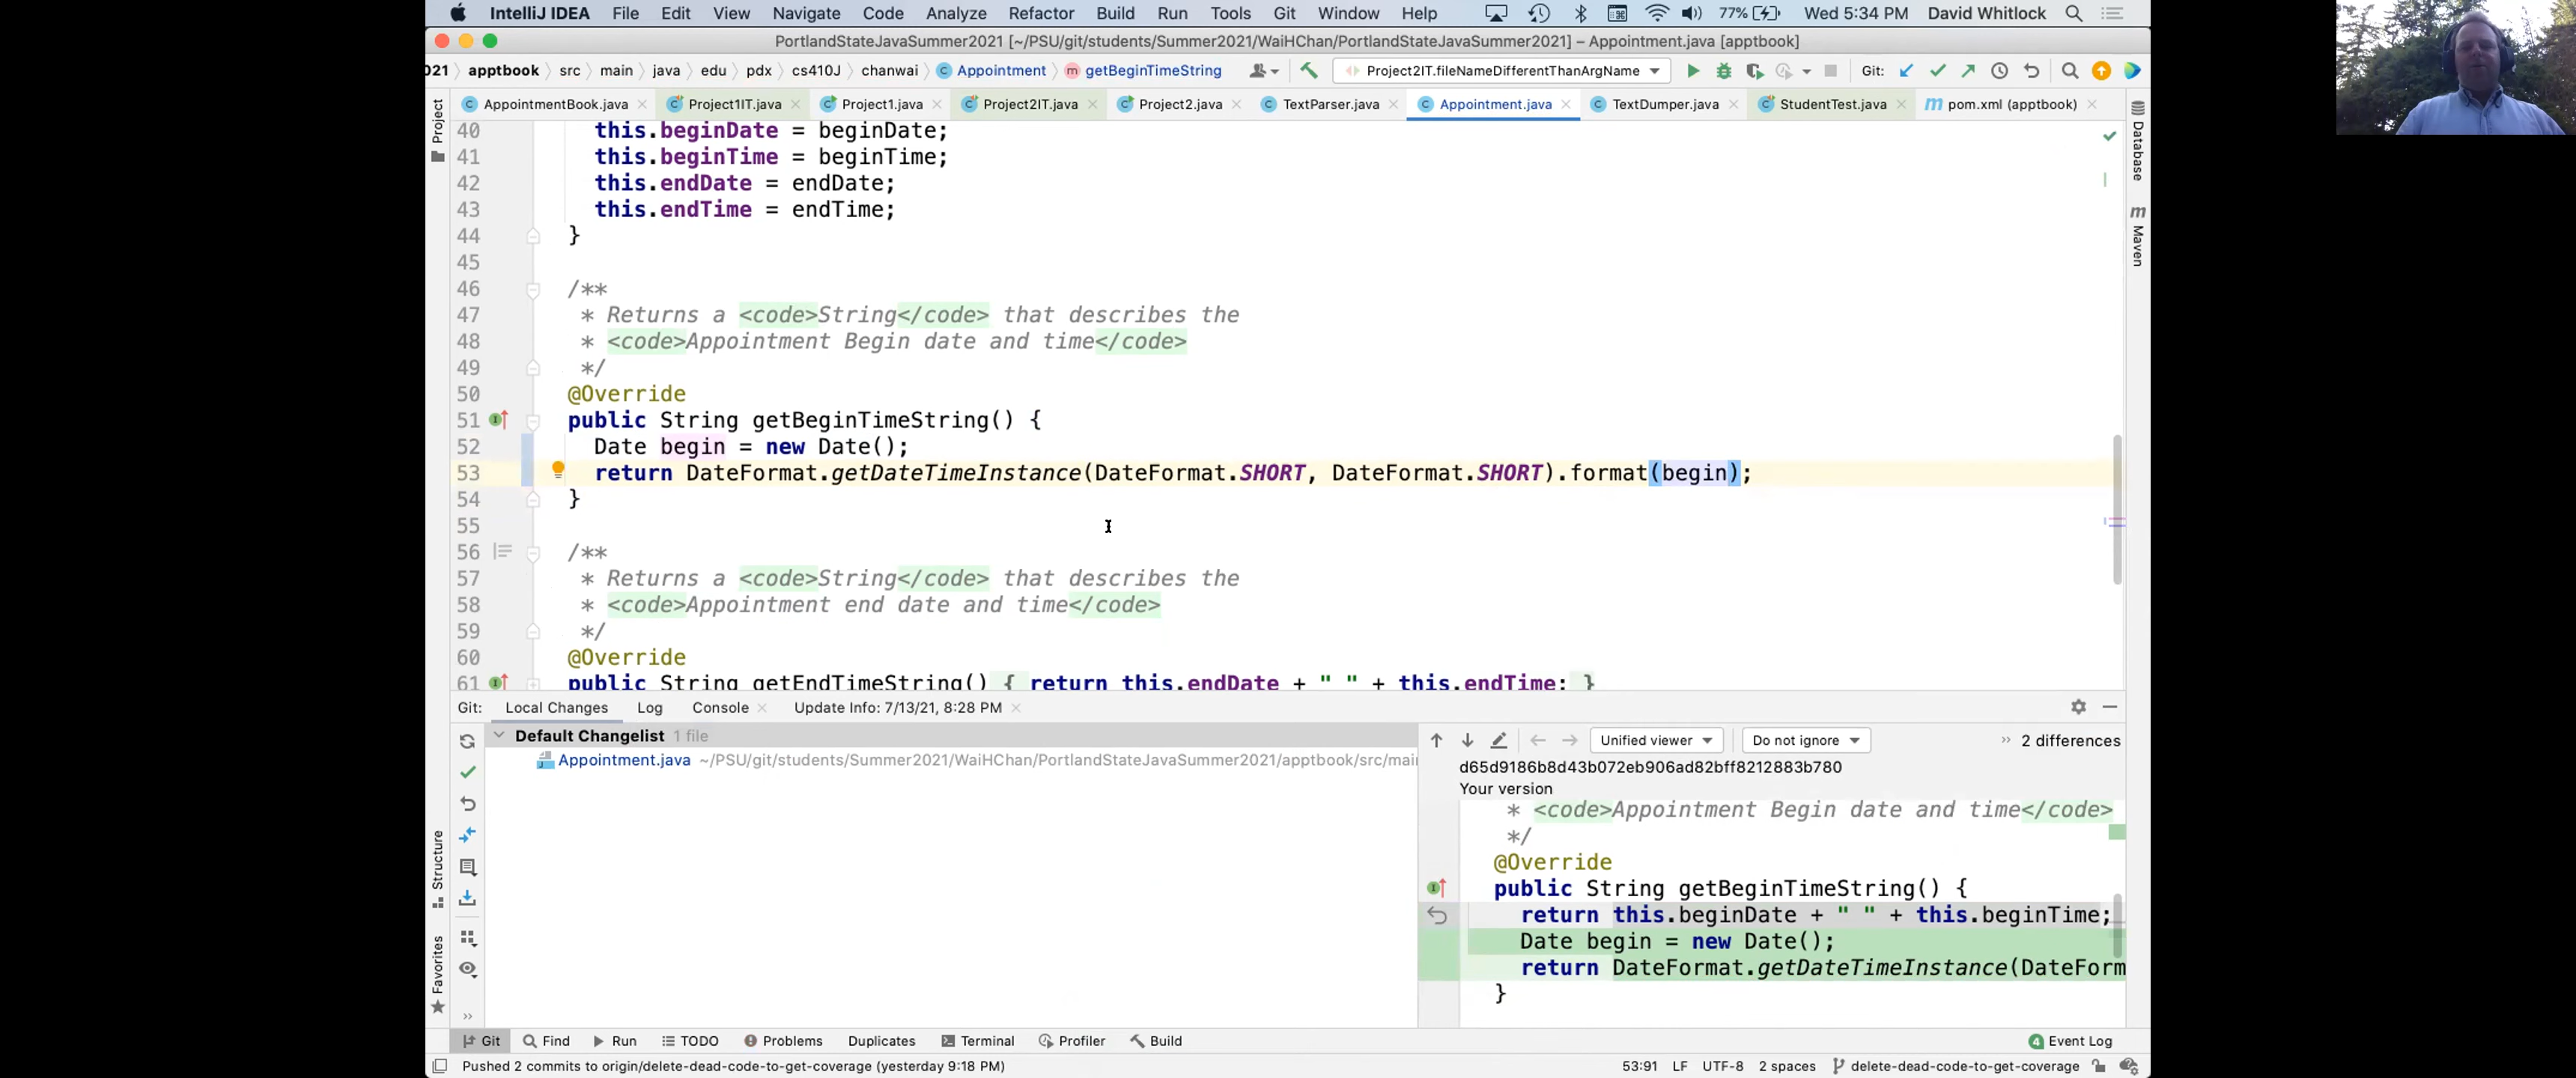 IntelliJ IDEA File Edit View Navigate Code Analyze Refactor Build Run Tools Git Window Help 77% Wed 5:34 PM David Whitlock
PortlandStateJavaSummer2021 [~/PSU/git/students/Summer2021/WaiHChan/PortlandStateJavaSummer2021] – Appointment.java [apptbook]
021 apptbook src main java edu pdx cs410J chanwai Appointment getBeginTimeString Project2IT.fileNameDifferentThanArgName Git:
AppointmentBook.java Project1IT.java Project1.java Project2IT.java Project2.java TextParser.java Appointment.java TextDumper.java StudentTest.java pom.xml (apptbook)
Project
Structure
Favorites
Database
Maven
40 this.beginDate = beginDate;
41 this.beginTime = beginTime;
42 this.endDate = endDate;
43 this.endTime = endTime;
44 }
45
46 /**
47 * Returns a <code>String</code> that describes the
48 * <code>Appointment Begin date and time</code>
49 */
50 @Override
51 public String getBeginTimeString() {
52 Date begin = new Date();
53 return DateFormat.getDateTimeInstance(DateFormat.SHORT, DateFormat.SHORT).format(begin);
54 }
55
56 /**
57 * Returns a <code>String</code> that describes the
58 * <code>Appointment end date and time</code>
59 */
60 @Override
61 public String getEndTimeString() { return this.endDate + " " + this.endTime; }
Git: Local Changes Log Console Update Info: 7/13/21, 8:28 PM
Default Changelist 1 file
Appointment.java ~/PSU/git/students/Summer2021/WaiHChan/PortlandStateJavaSummer2021/apptbook/src/mai
Unified viewer Do not ignore 2 differences
d65d9186b8d43b072eb906ad82bff8212883b780
Your version
* <code>Appointment Begin date and time</code>
*/
@Override
public String getBeginTimeString() {
return this.beginDate + " " + this.beginTime;
Date begin = new Date();
return DateFormat.getDateTimeInstance(DateForm
}
Git Find Run TODO Problems Duplicates Terminal Profiler Build 4 Event Log
Pushed 2 commits to origin/delete-dead-code-to-get-coverage (yesterday 9:18 PM) 53:91 LF UTF-8 2 spaces delete-dead-code-to-get-coverage